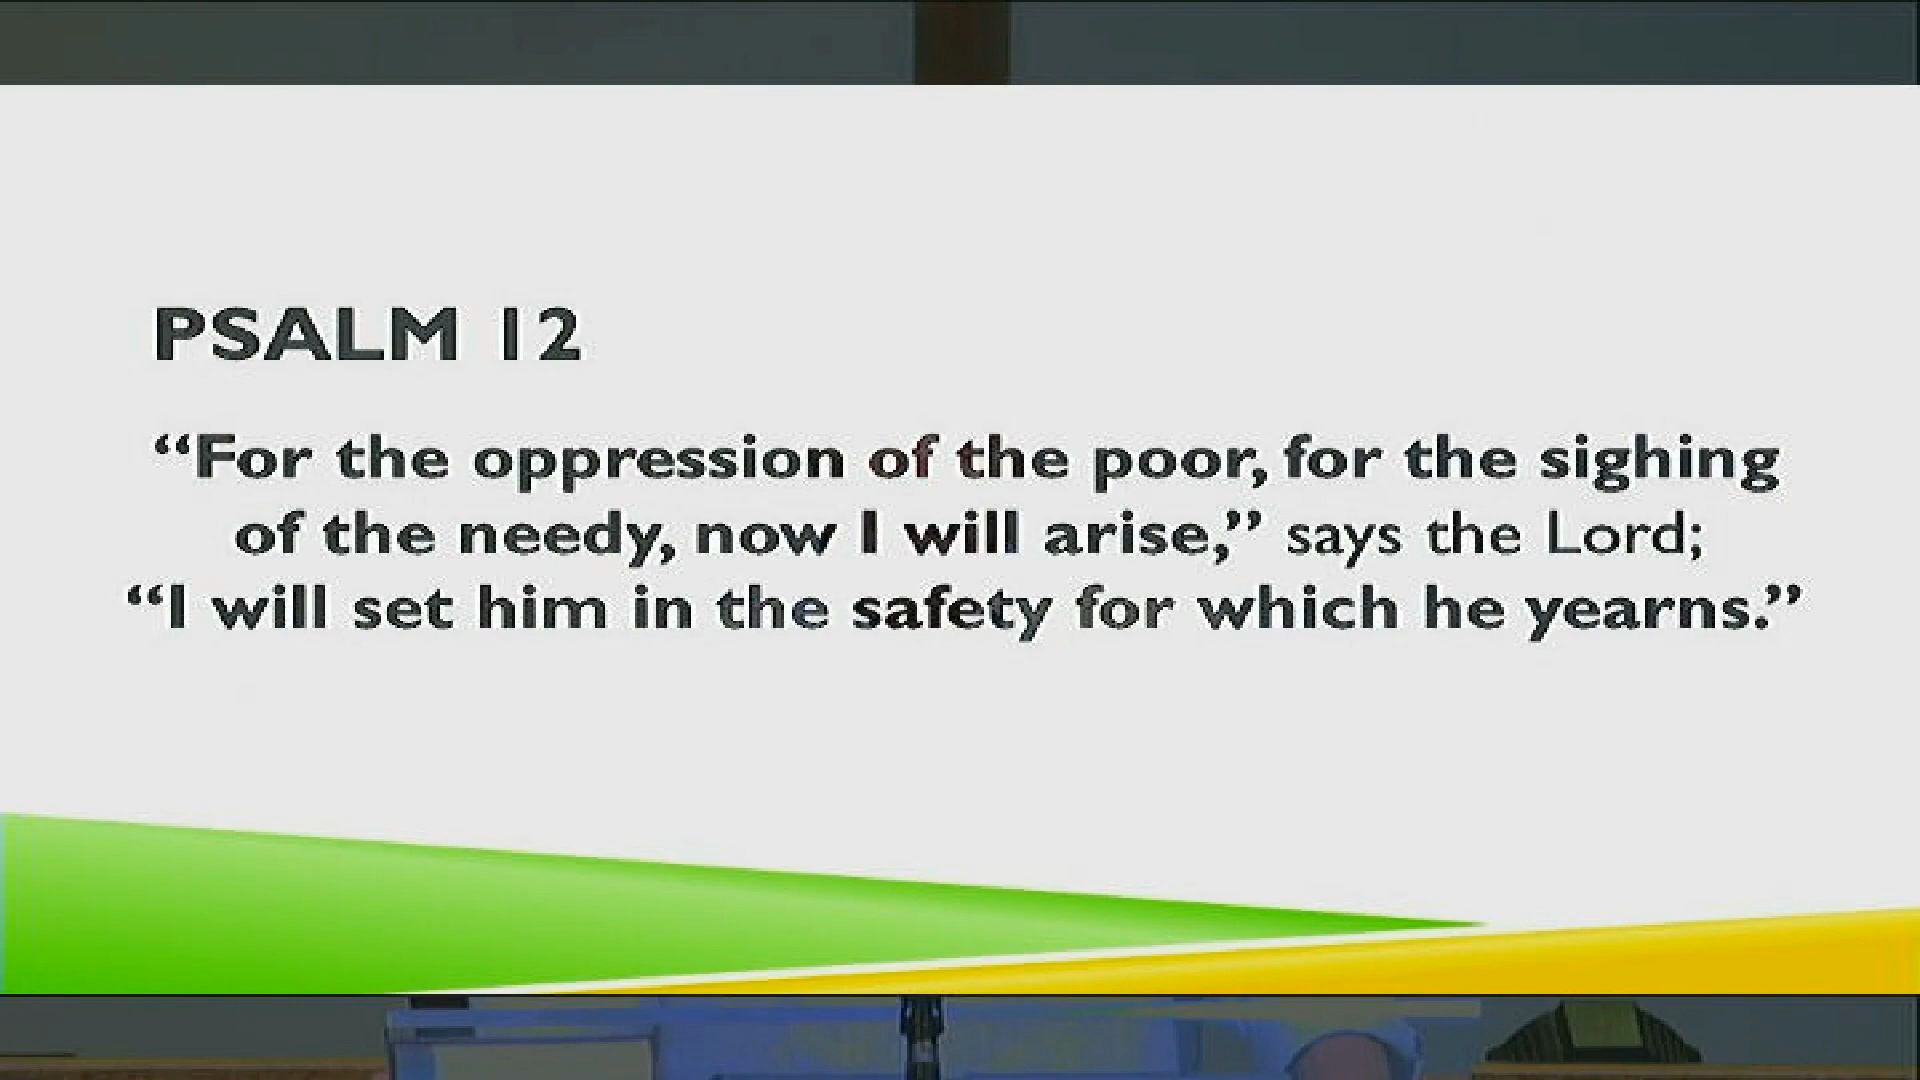 PSALM 12
“For the oppression of the poor, for the sighing
of the needy, now I will arise,” says the Lord;
“I will set him in the safety for which he yearns.”